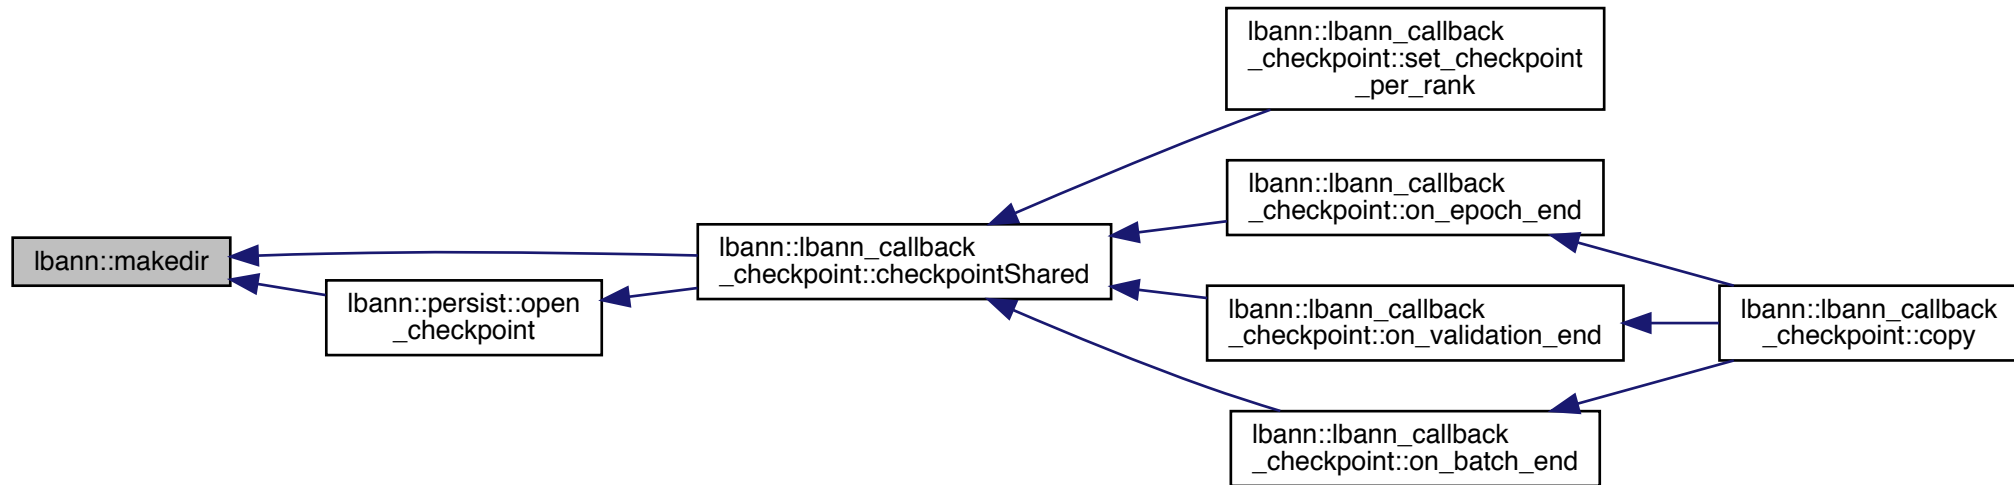 lbann::makedir
lbann::persist::open
_checkpoint
lbann::lbann_callback
_checkpoint::checkpointShared
lbann::lbann_callback
_checkpoint::set_checkpoint
_per_rank
lbann::lbann_callback
_checkpoint::on_epoch_end
lbann::lbann_callback
_checkpoint::on_validation_end
lbann::lbann_callback
_checkpoint::on_batch_end
lbann::lbann_callback
_checkpoint::copy